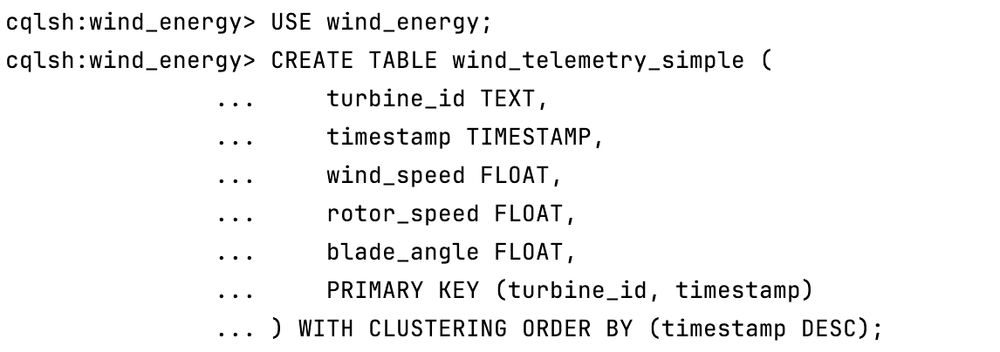 cqlsh:wind_energy> USE wind_energy;
cqlsh:wind_energy> CREATE TABLE wind_telemetry_simple (
               ...     turbine_id TEXT,
               ...     timestamp TIMESTAMP,
               ...     wind_speed FLOAT,
               ...     rotor_speed FLOAT,
               ...     blade_angle FLOAT,
               ...     PRIMARY KEY (turbine_id, timestamp)
               ... ) WITH CLUSTERING ORDER BY (timestamp DESC);